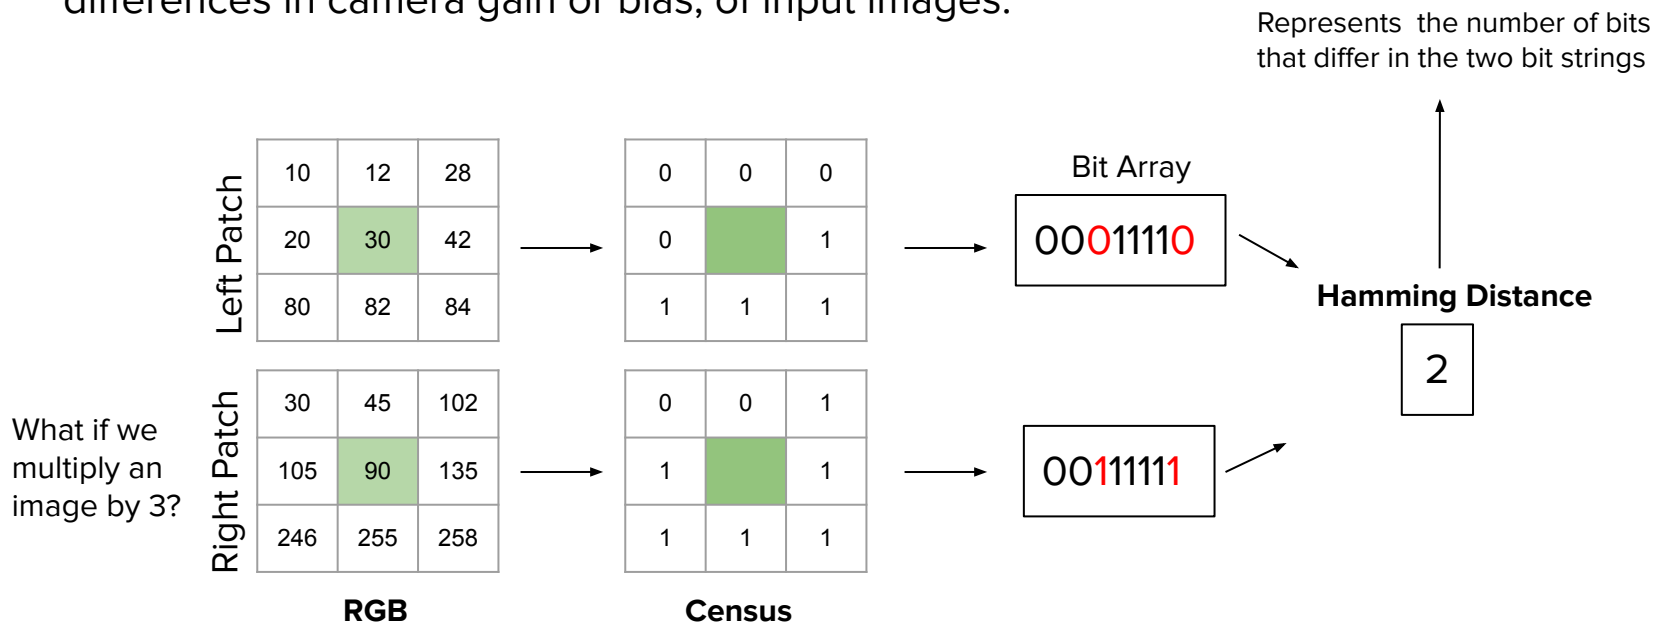 differences in camera gain or bias, of input images.
Represents the number of bits
that differ in the two bit strings
Left Patch
10 12 28
20 30 42
80 82 84
0 0 0
0 1
1 1 1
Bit Array
00011110
Hamming Distance
2
What if we
multiply an
image by 3?
Right Patch
30 45 102
105 90 135
246 255 258
0 0 1
1 1
1 1 1
00111111
RGB
Census